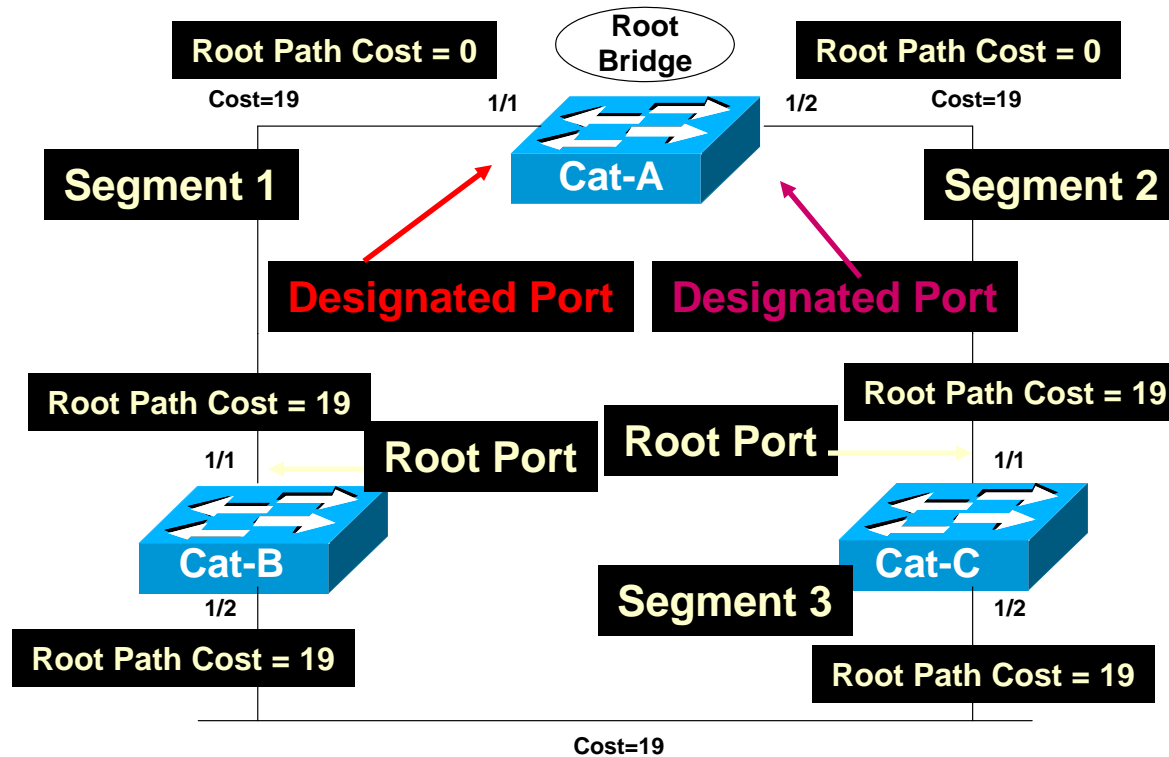 Root
Bridge
Root Path Cost = 0
Root Path Cost = 0
Cost=19
1/1
1/2
Cost=19
Segment 1
Cat-A
Segment 2
Designated Port
Designated Port
Root Path Cost = 19
Root Path Cost = 19
Root Port
Root Port
1/1
1/1
Cat-B
Cat-C
1/2
Segment 3
1/2
Root Path Cost = 19
Root Path Cost = 19
Cost=19